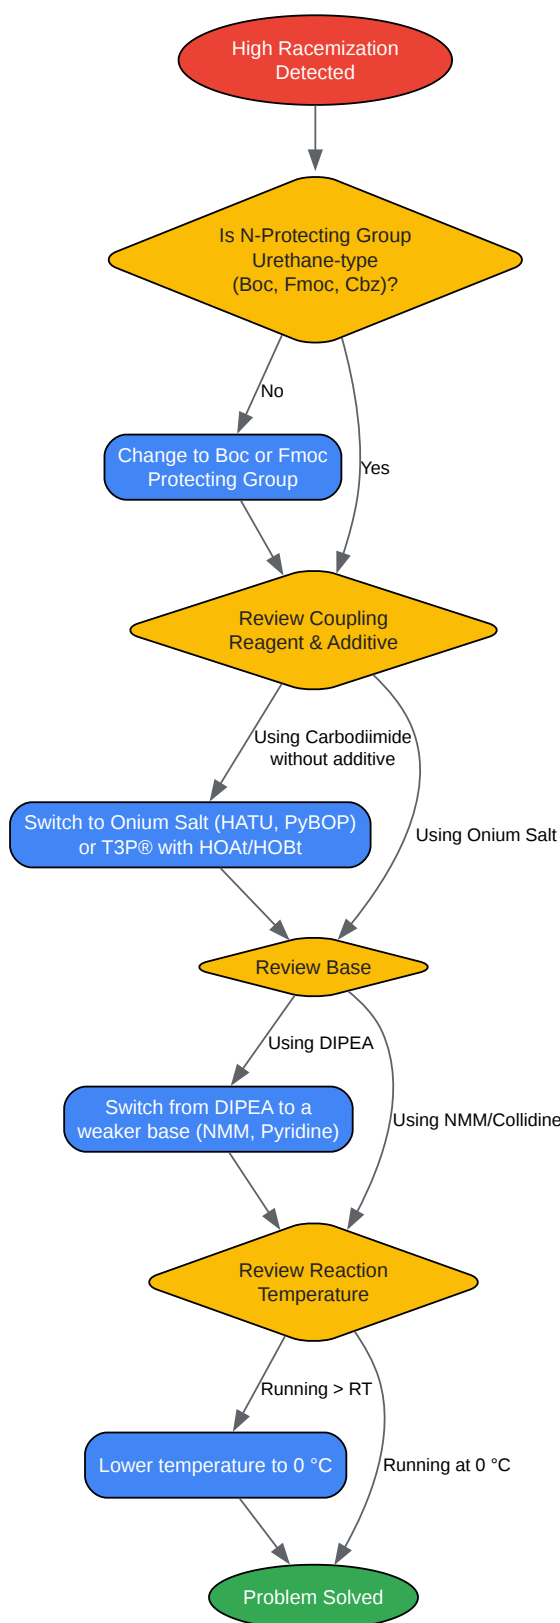 High Racemization
Detected
Is N-Protecting Group
Urethane-type
(Boc, Fmoc, Cbz)?
No
Change to Boc or Fmoc
Protecting Group
Yes
Review Coupling
Reagent & Additive
Using Carbodiimide
without additive
Switch to Onium Salt (HATU, PyBOP)
or T3P® with HOAt/HOBt
Using Onium Salt
Review Base
Using DIPEA
Switch from DIPEA to a
weaker base (NMM, Pyridine)
Using NMM/Collidine
Review Reaction
Temperature
Running > RT
Lower temperature to 0 °C
Running at 0 °C
Problem Solved